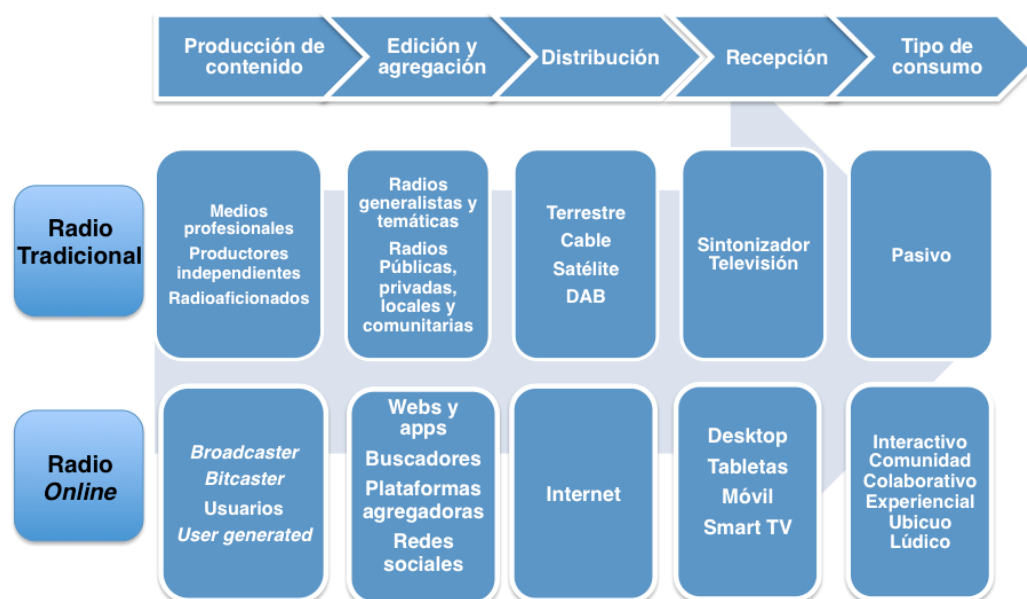 Producción de
contenido
Edición y
agregación
Distribución
Recepción
Tipo de
consumo
Radio
Tradicional
Medios
profesionales
Productores
independientes
Radioaficionados
Radios
generalistas y
temáticas
Radios
Públicas,
privadas,
locales y
comunitarias
Terrestre
Cable
Satélite
DAB
Sintonizador
Televisión
Pasivo
Radio
Online
Broadcaster
Bitcaster
Usuarios
User generated
Webs y
apps
Buscadores
Plataformas
agregadoras
Redes
sociales
Internet
Desktop
Tabletas
Móvil
Smart TV
Interactivo
Comunidad
Colaborativo
Experiencial
Ubicuo
Lúdico